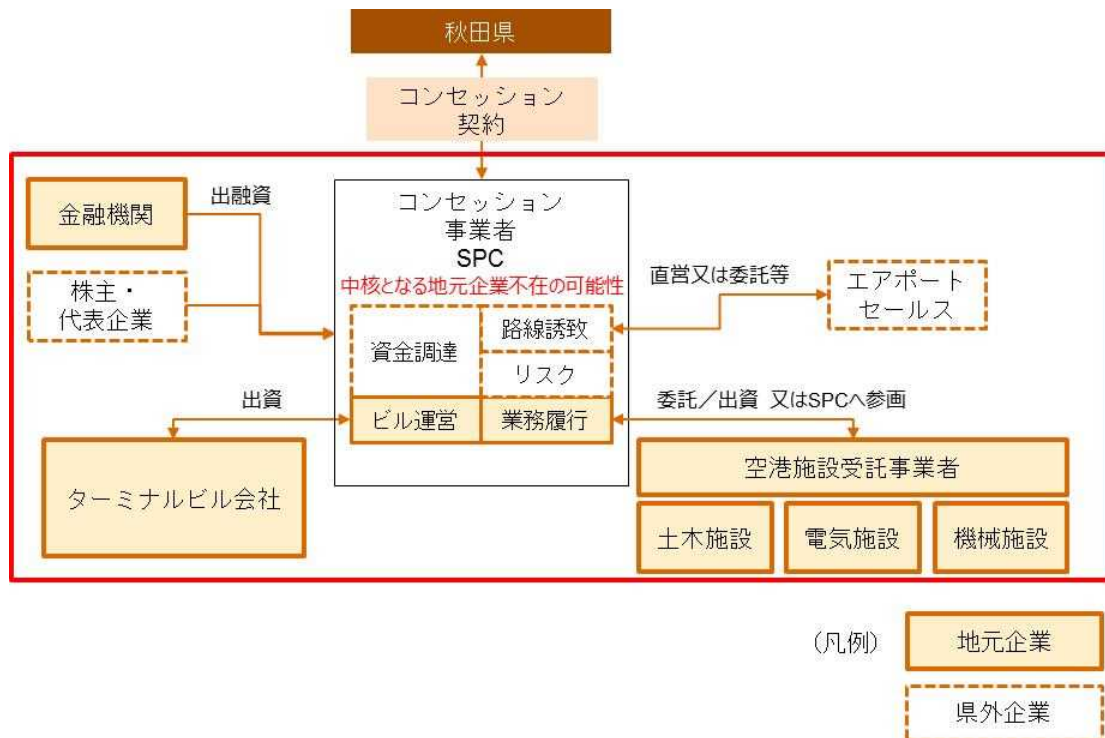 秋田県
コンセッション
契約
金融機関
出融資
株主・
代表企業
コンセッション
事業者
SPC
中核となる地元企業不在の可能性
資金調達
路線誘致
リスク
ビル運営
業務履行
直営又は委託等
エアポート
セールス
出資
ターミナルビル会社
委託／出資 又はSPCへ参画
空港施設受託事業者
土木施設
電気施設
機械施設
(凡例)
地元企業
県外企業